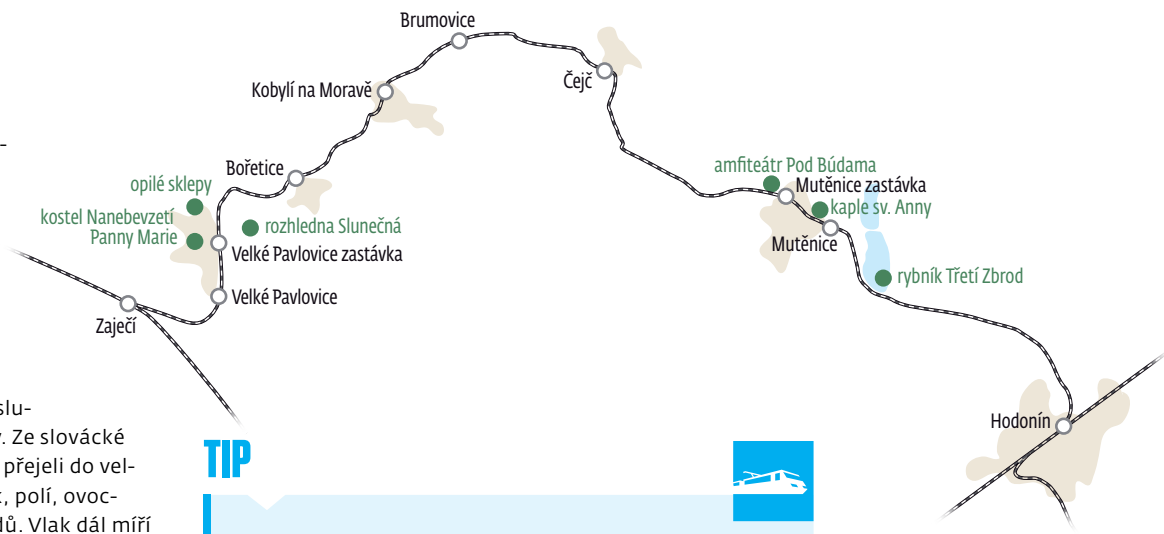 Brumovice
Čejč
Kobylí na Moravě
Bořetice
opilé sklepy
kostel Nanebevzetí
Panny Marie
rozhledna Slunečná
Velké Pavlovice zastávka
Velké Pavlovice
Zaječí
amfiteátr Pod Búdama
Mutěnice zastávka
kaple sv. Anny
Mutěnice
rybník Třetí Zbrod
Hodonín
slu-
. Ze slovácké
přejeli do vel-
, polí, ovoc-
dů. Vlak dál míří
TIP